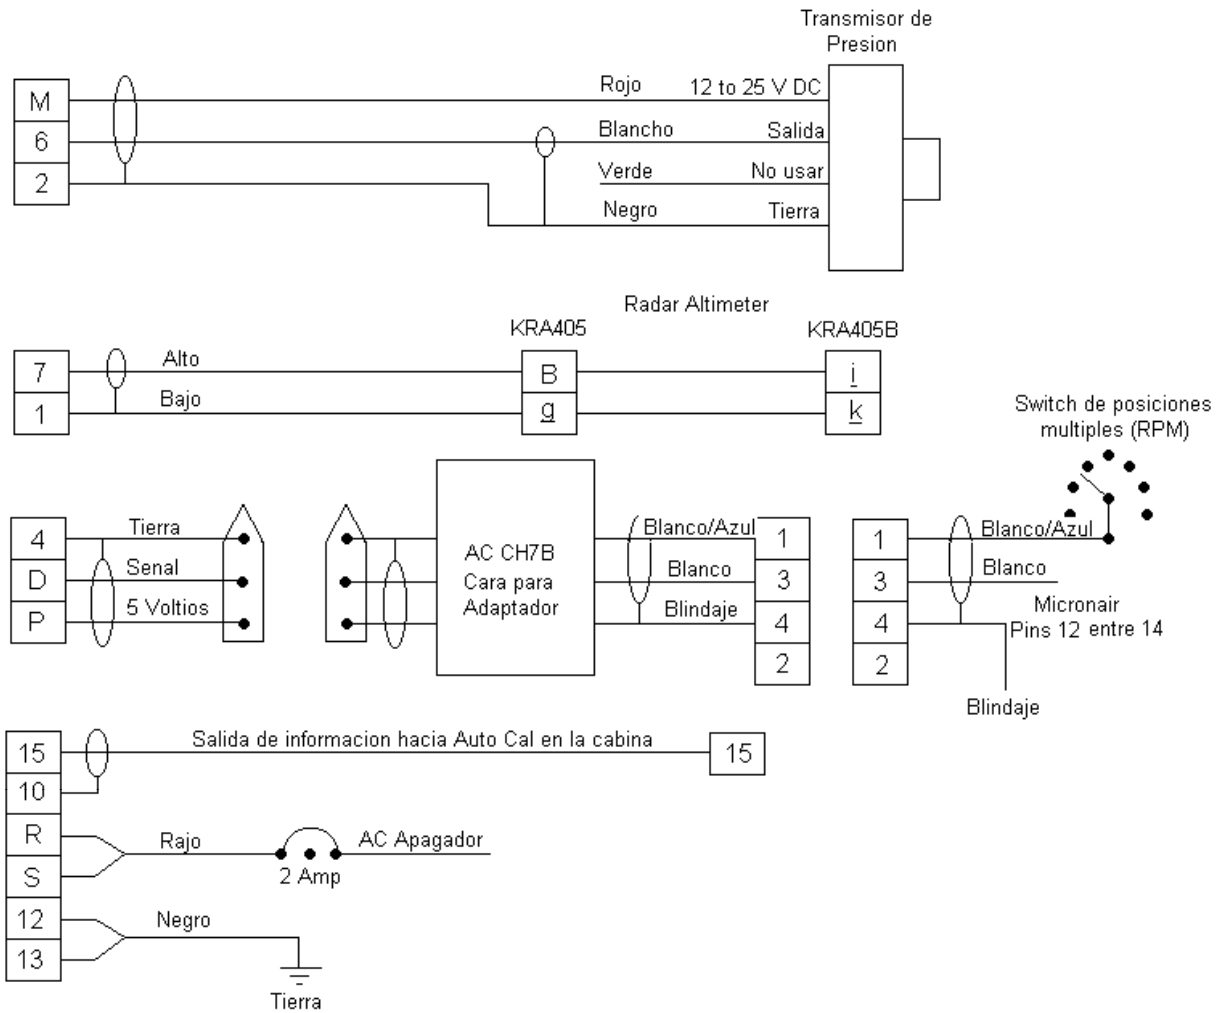 Transmisor de
Presion
M
Rojo 12 to 25 V DC
6
Blancho Salida
2
Verde No usar
Negro Tierra
Radar Altimeter
KRA405 KRA405B
7 Alto B i
1 Bajo g k
Switch de posiciones
multiples (RPM)
4 Tierra
D Senal
P 5 Voltios
AC CH7B
Cara para
Adaptador
Blanco/Azul 1
Blanco 3
Blindaje 4
2
1 Blanco/Azul
3 Blanco
4
2
Micronair
Pins 12 entre 14
Blindaje
15 Salida de informacion hacia Auto Cal en la cabina 15
10
R
Rajo AC Apagador
S
2 Amp
12
Negro
13
Tierra